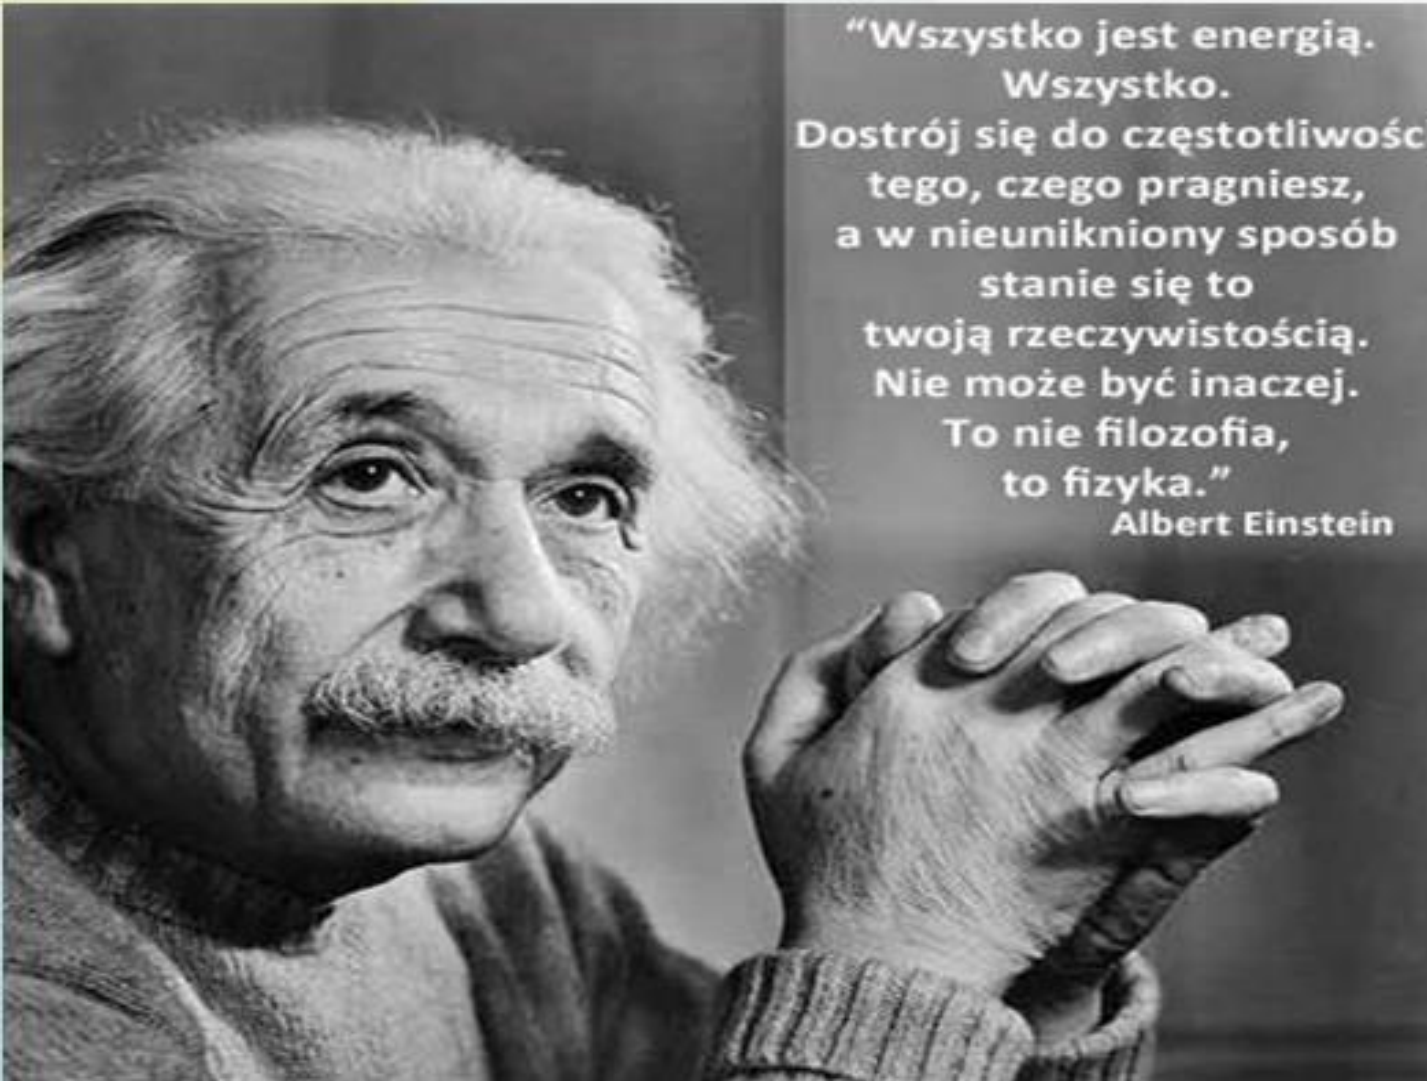 “Wszystko jest energią.
Wszystko.
Dostrój się do częstotliwośc
tego, czego pragniesz,
a w nieunikniony sposób
stanie się to
twoją rzeczywistością.
Nie może być inaczej.
To nie filozofia,
to fizyka.”
Albert Einstein